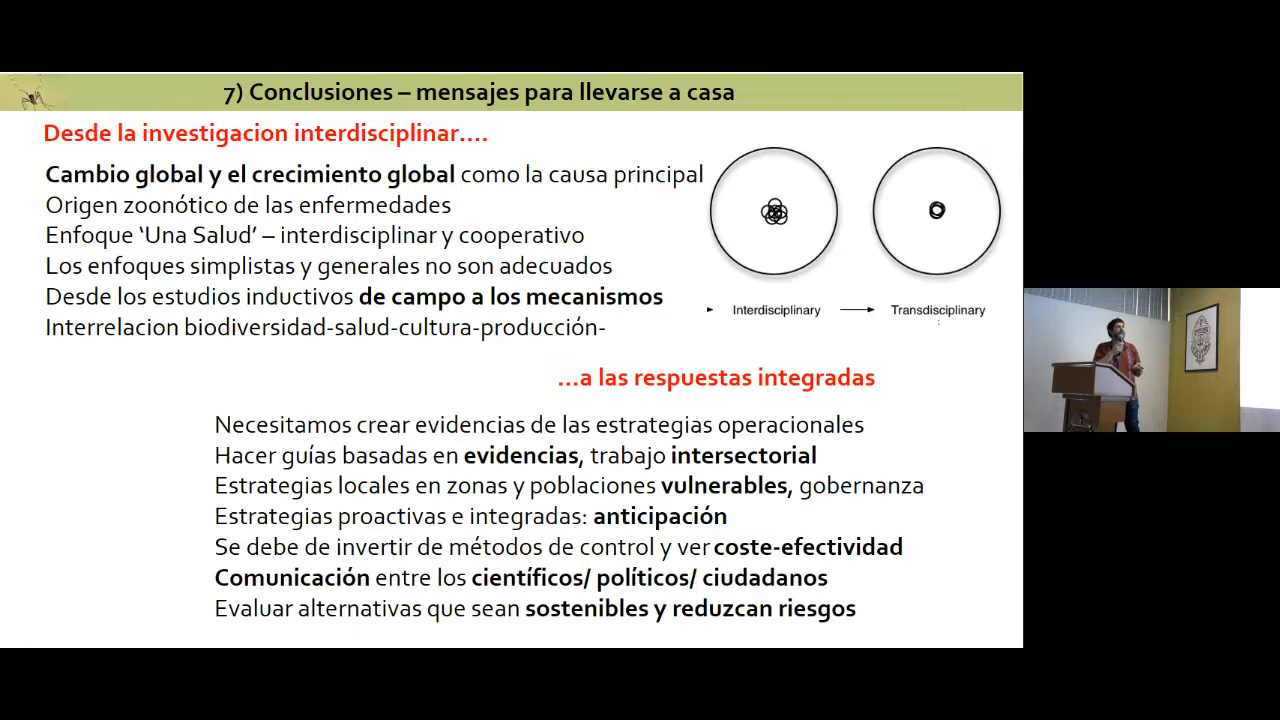 7) Conclusiones – mensajes para llevarse a casa
Desde la investigacion interdisciplinar....
Cambio global y el crecimiento global como la causa principal
Origen zoonótico de las enfermedades
Enfoque ‘Una Salud’ – interdisciplinar y cooperativo
Los enfoques simplistas y generales no son adecuados
Desde los estudios inductivos de campo a los mecanismos
Interrelacion biodiversidad-salud-cultura-producción-
Interdisciplinary
Transdisciplinary
...a las respuestas integradas
Necesitamos crear evidencias de las estrategias operacionales
Hacer guías basadas en evidencias, trabajo intersectorial
Estrategias locales en zonas y poblaciones vulnerables, gobernanza
Estrategias proactivas e integradas: anticipación
Se debe de invertir de métodos de control y ver coste-efectividad
Comunicación entre los científicos/ políticos/ ciudadanos
Evaluar alternativas que sean sostenibles y reduzcan riesgos